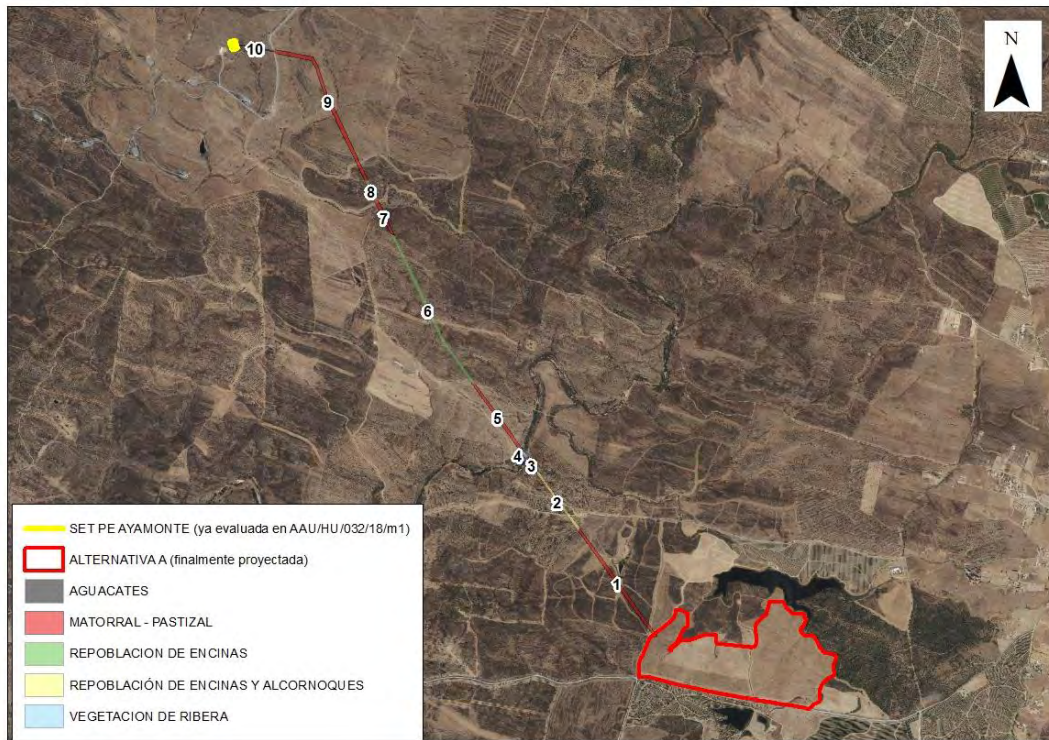 10
N
9
8
7
6
5
4
3
2
1
SET PE AYAMONTE (ya evaluada en AAU/HU/032/18/m1)
ALTERNATIVA A (finalmente proyectada)
AGUACATES
MATORRAL - PASTIZAL
REPOBLACION DE ENCINAS
REPOBLACIÓN DE ENCINAS Y ALCORNOQUES
VEGETACION DE RIBERA